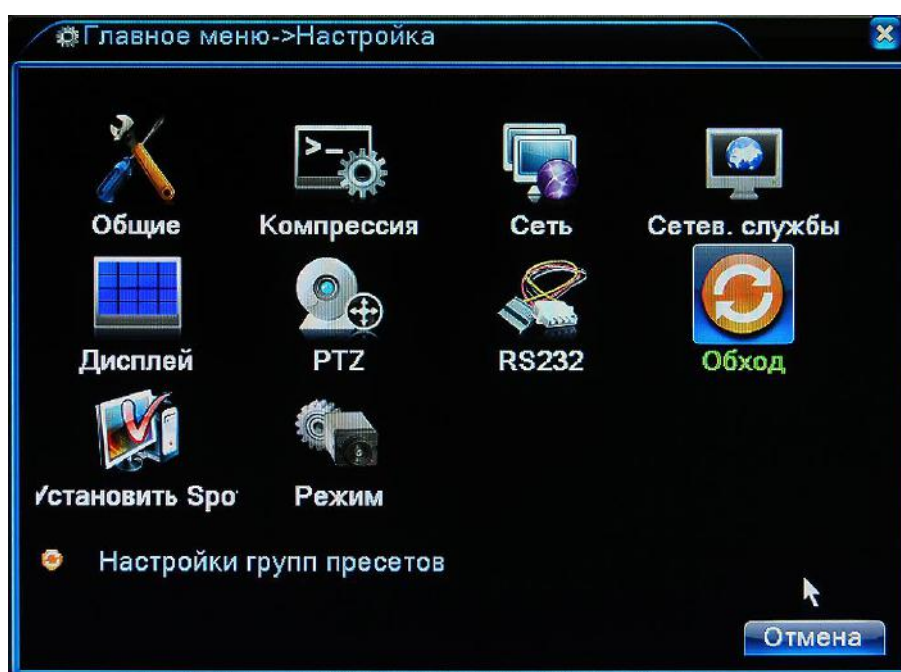 Главное меню->Настройка
Общие
Компрессия
Сеть
Сетев. службы
Дисплей
PTZ
RS232
Обход
Установить Spo
Режим
Настройки групп пресетов
Отмена